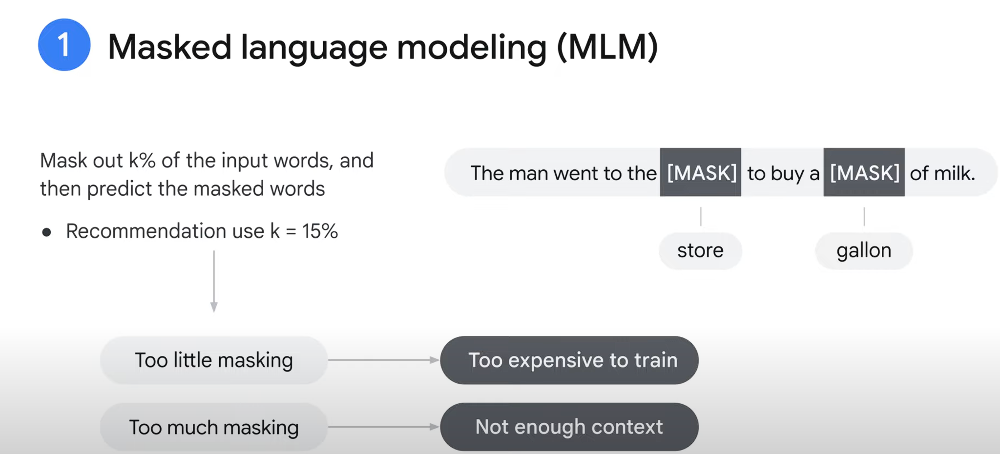 1 Masked language modeling (MLM)
Mask out k% of the input words, and
then predict the masked words
● Recommendation use k = 15%
The man went to the [MASK] to buy a [MASK] of milk.
store gallon
Too little masking Too expensive to train
Too much masking Not enough context